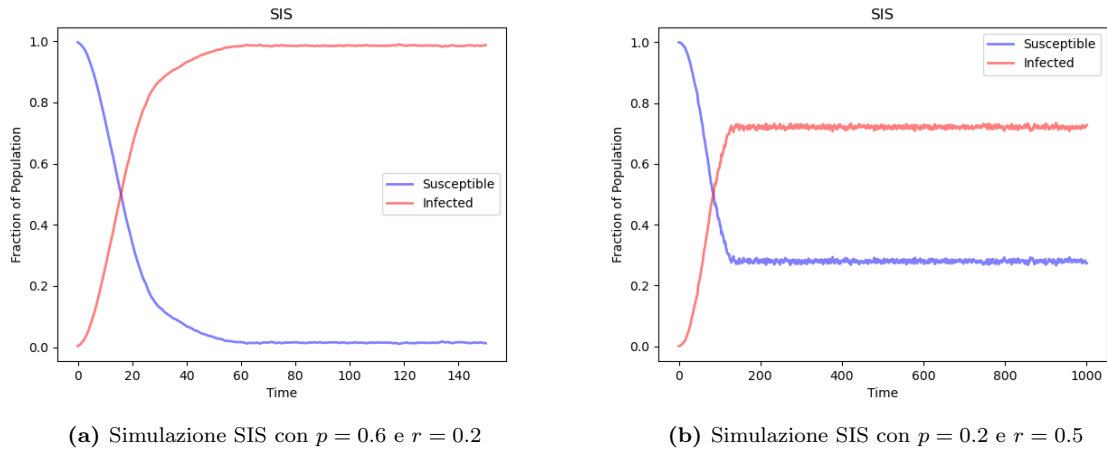 SIS
1.0
0.8
0.6
0.4
0.2
0.0
Fraction of Population
Susceptible
Infected
0 20 40 60 80 100 120 140
Time
(a) Simulazione SIS con p = 0.6 e r = 0.2
SIS
1.0
0.8
0.6
0.4
0.2
0.0
Fraction of Population
Susceptible
Infected
0 200 400 600 800 1000
Time
(b) Simulazione SIS con p = 0.2 e r = 0.5